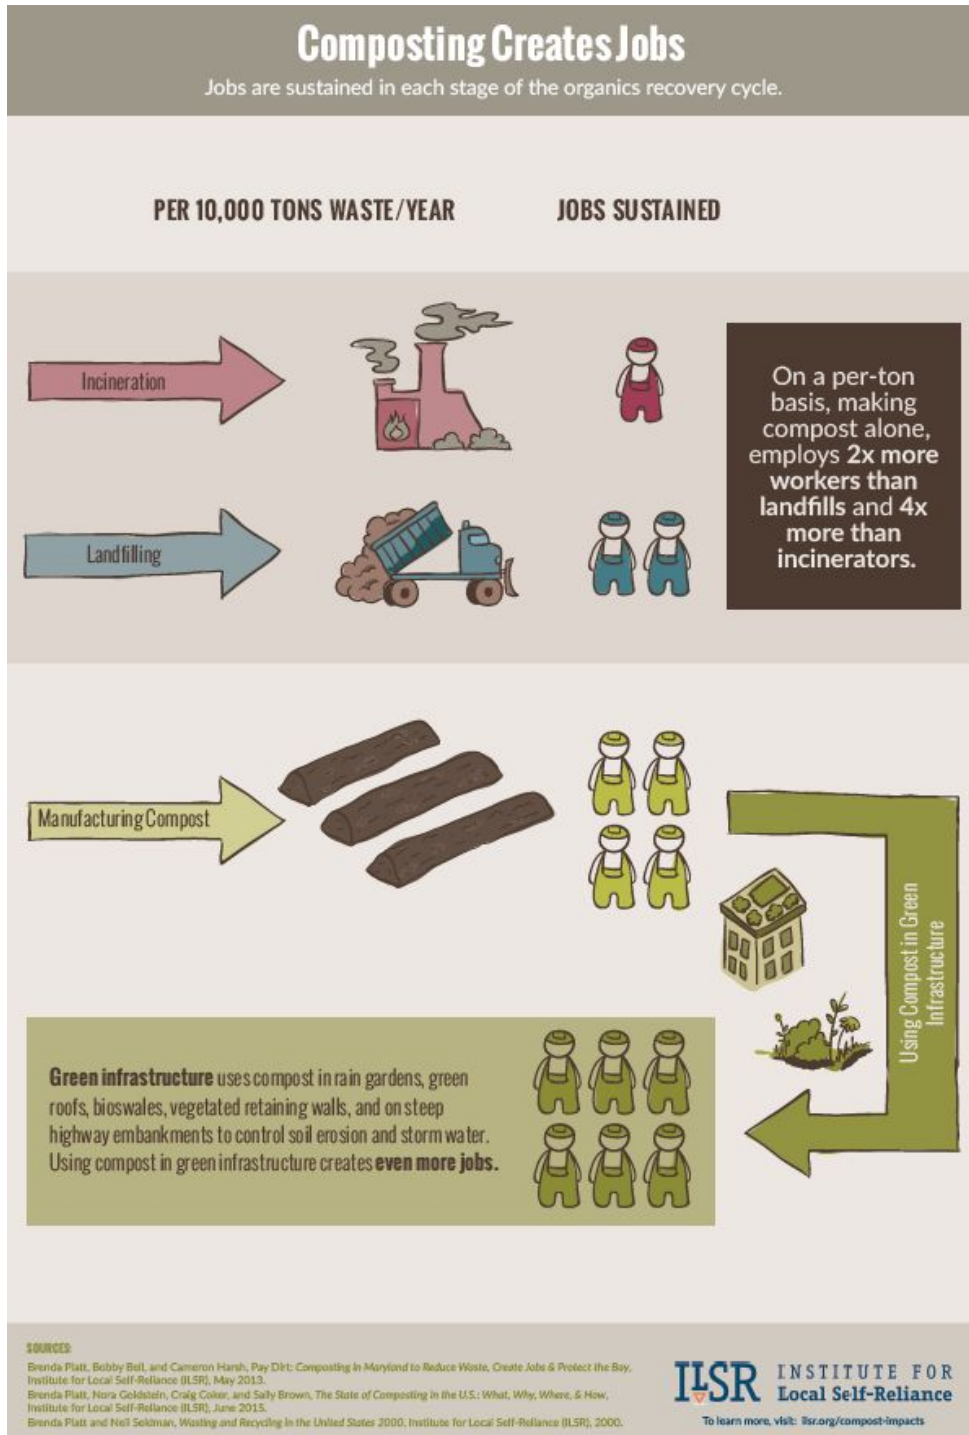 Composting Creates Jobs
Jobs are sustained in each stage of the organics recovery cycle.
PER 10,000 TONS WASTE/YEAR
JOBS SUSTAINED
Incineration
On a per-ton
basis, making
compost alone,
employs 2x more
workers than
landfills and 4x
more than
incinerators.
Landfilling
Manufacturing Compost
Using Compost in Green
Infrastructure
Green infrastructure uses compost in rain gardens, green
roofs, bioswales, vegetated retaining walls, and on steep
highway embankments to control soil erosion and storm water.
Using compost in green infrastructure creates even more jobs.
SOURCES:
Brenda Platt, Bobby Bell, and Cameron Harsh, Pay Dirt: Composting in Maryland to Reduce Waste, Create Jobs & Protect the Bay,
Institute for Local Self-Reliance (ILSR), May 2013.
Brenda Platt, Nora Goldstein, Craig Coker, and Sally Brown, The State of Composting in the U.S.: What, Why, Where, & How,
Institute for Local Self-Reliance (ILSR), June 2015.
Brenda Platt and Neil Seldman, Wasting and Recycling in the United States 2000, Institute for Local Self-Reliance (ILSR), 2000.
ILSR
INSTITUTE FOR
Local Self-Reliance
To learn more, visit: ilsr.org/compost-impacts